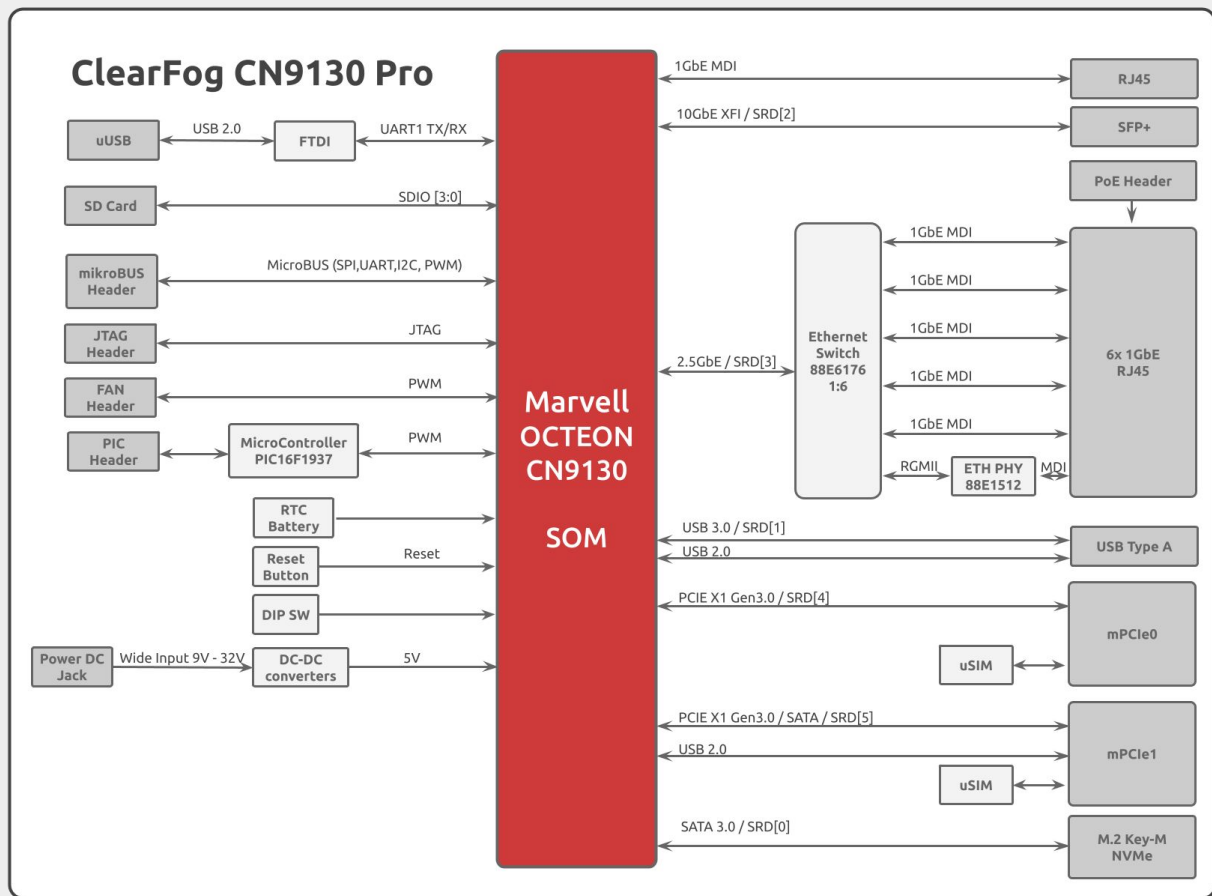 ClearFog CN9130 Pro
uUSB
USB 2.0
FTDI
UART1 TX/RX
SD Card
SDIO [3:0]
mikroBUS
Header
MicroBUS (SPI,UART,I2C, PWM)
JTAG
Header
JTAG
FAN
Header
PWM
PIC
Header
MicroController
PIC16F1937
PWM
RTC
Battery
Reset
Button
Reset
DIP SW
Power DC
Jack
Wide Input 9V - 32V
DC-DC
converters
5V
Marvell
OCTEON
CN9130
SOM
1GbE MDI
RJ45
10GbE XFI / SRD[2]
SFP+
PoE Header
2.5GbE / SRD[3]
Ethernet
Switch
88E6176
1:6
1GbE MDI
1GbE MDI
1GbE MDI
1GbE MDI
1GbE MDI
RGMII
ETH PHY
88E1512
MDI
6x 1GbE
RJ45
USB 3.0 / SRD[1]
USB 2.0
USB Type A
PCIE X1 Gen3.0 / SRD[4]
mPCIe0
uSIM
PCIE X1 Gen3.0 / SATA / SRD[5]
USB 2.0
mPCIe1
uSIM
SATA 3.0 / SRD[0]
M.2 Key-M
NVMe